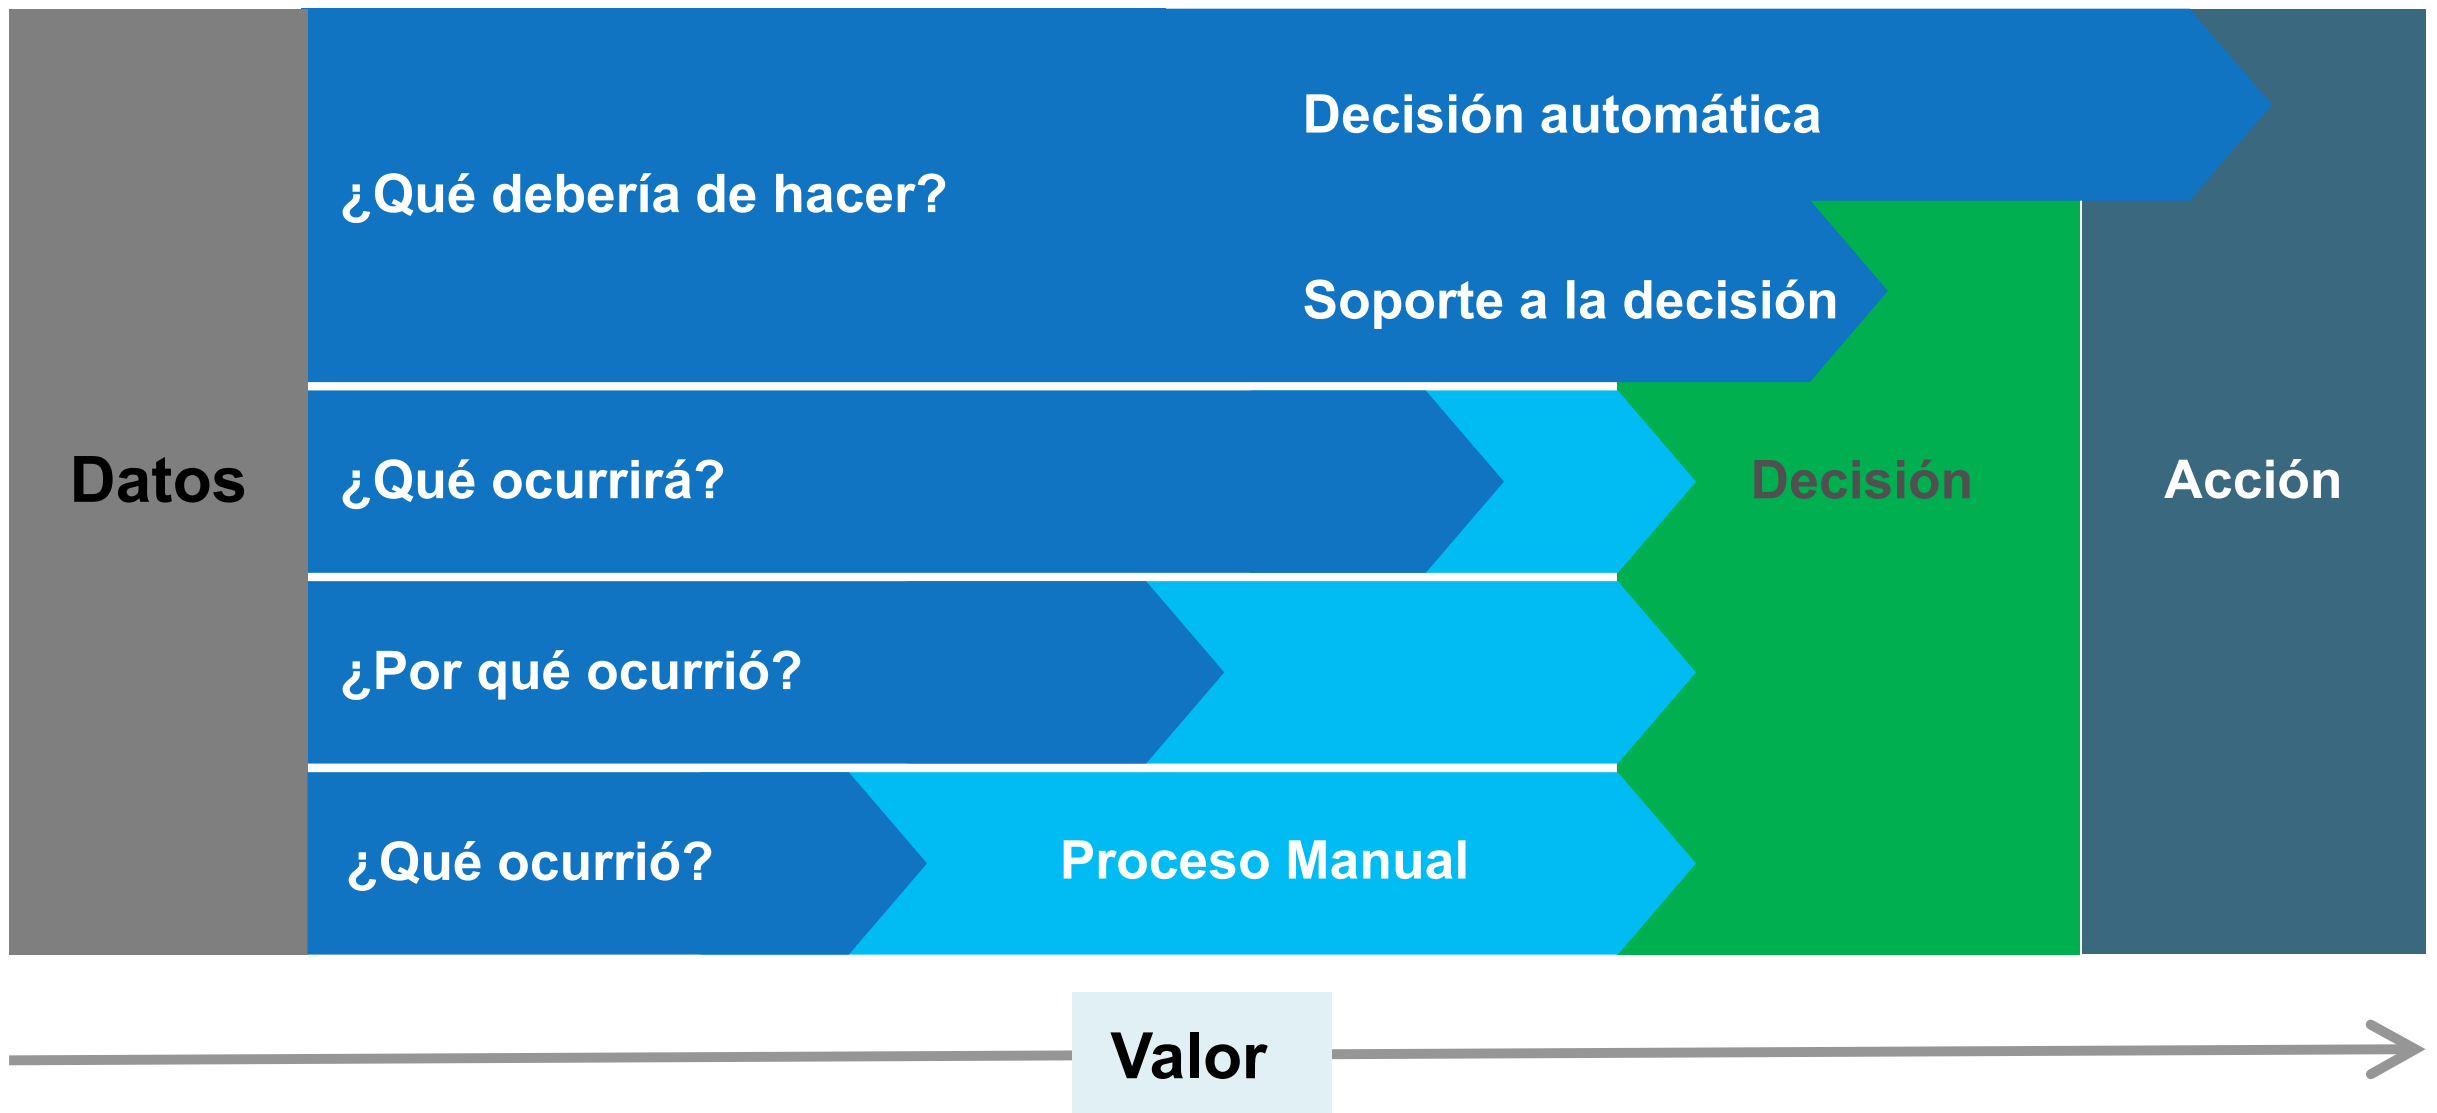 Decisión automática
¿Qué debería de hacer?
Soporte a la decisión
Datos
¿Qué ocurrirá?
Decisión
Acción
¿Por qué ocurrió?
¿Qué ocurrió?
Proceso Manual
Valor